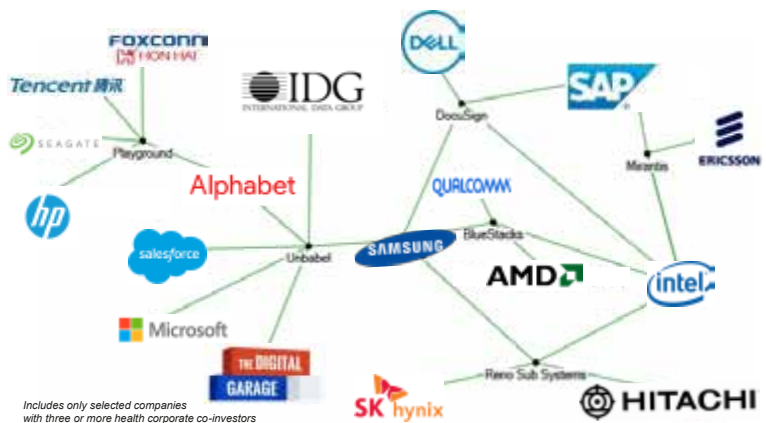 FOXCONN
HON HAI
Tencent 腾讯
SEAGATE
Playground
hp
IDG
INTERNATIONAL DATA GROUP
Alphabet
DELL
DocuSign
SAP
ERICSSON
Mirantis
QUALCOMM
BlueStacks
salesforce
Unbabel
SAMSUNG
AMD
intel
Microsoft
THE DIGITAL
GARAGE
Reno Sub Systems
SK hynix
HITACHI
Includes only selected companies
with three or more health corporate co-investors